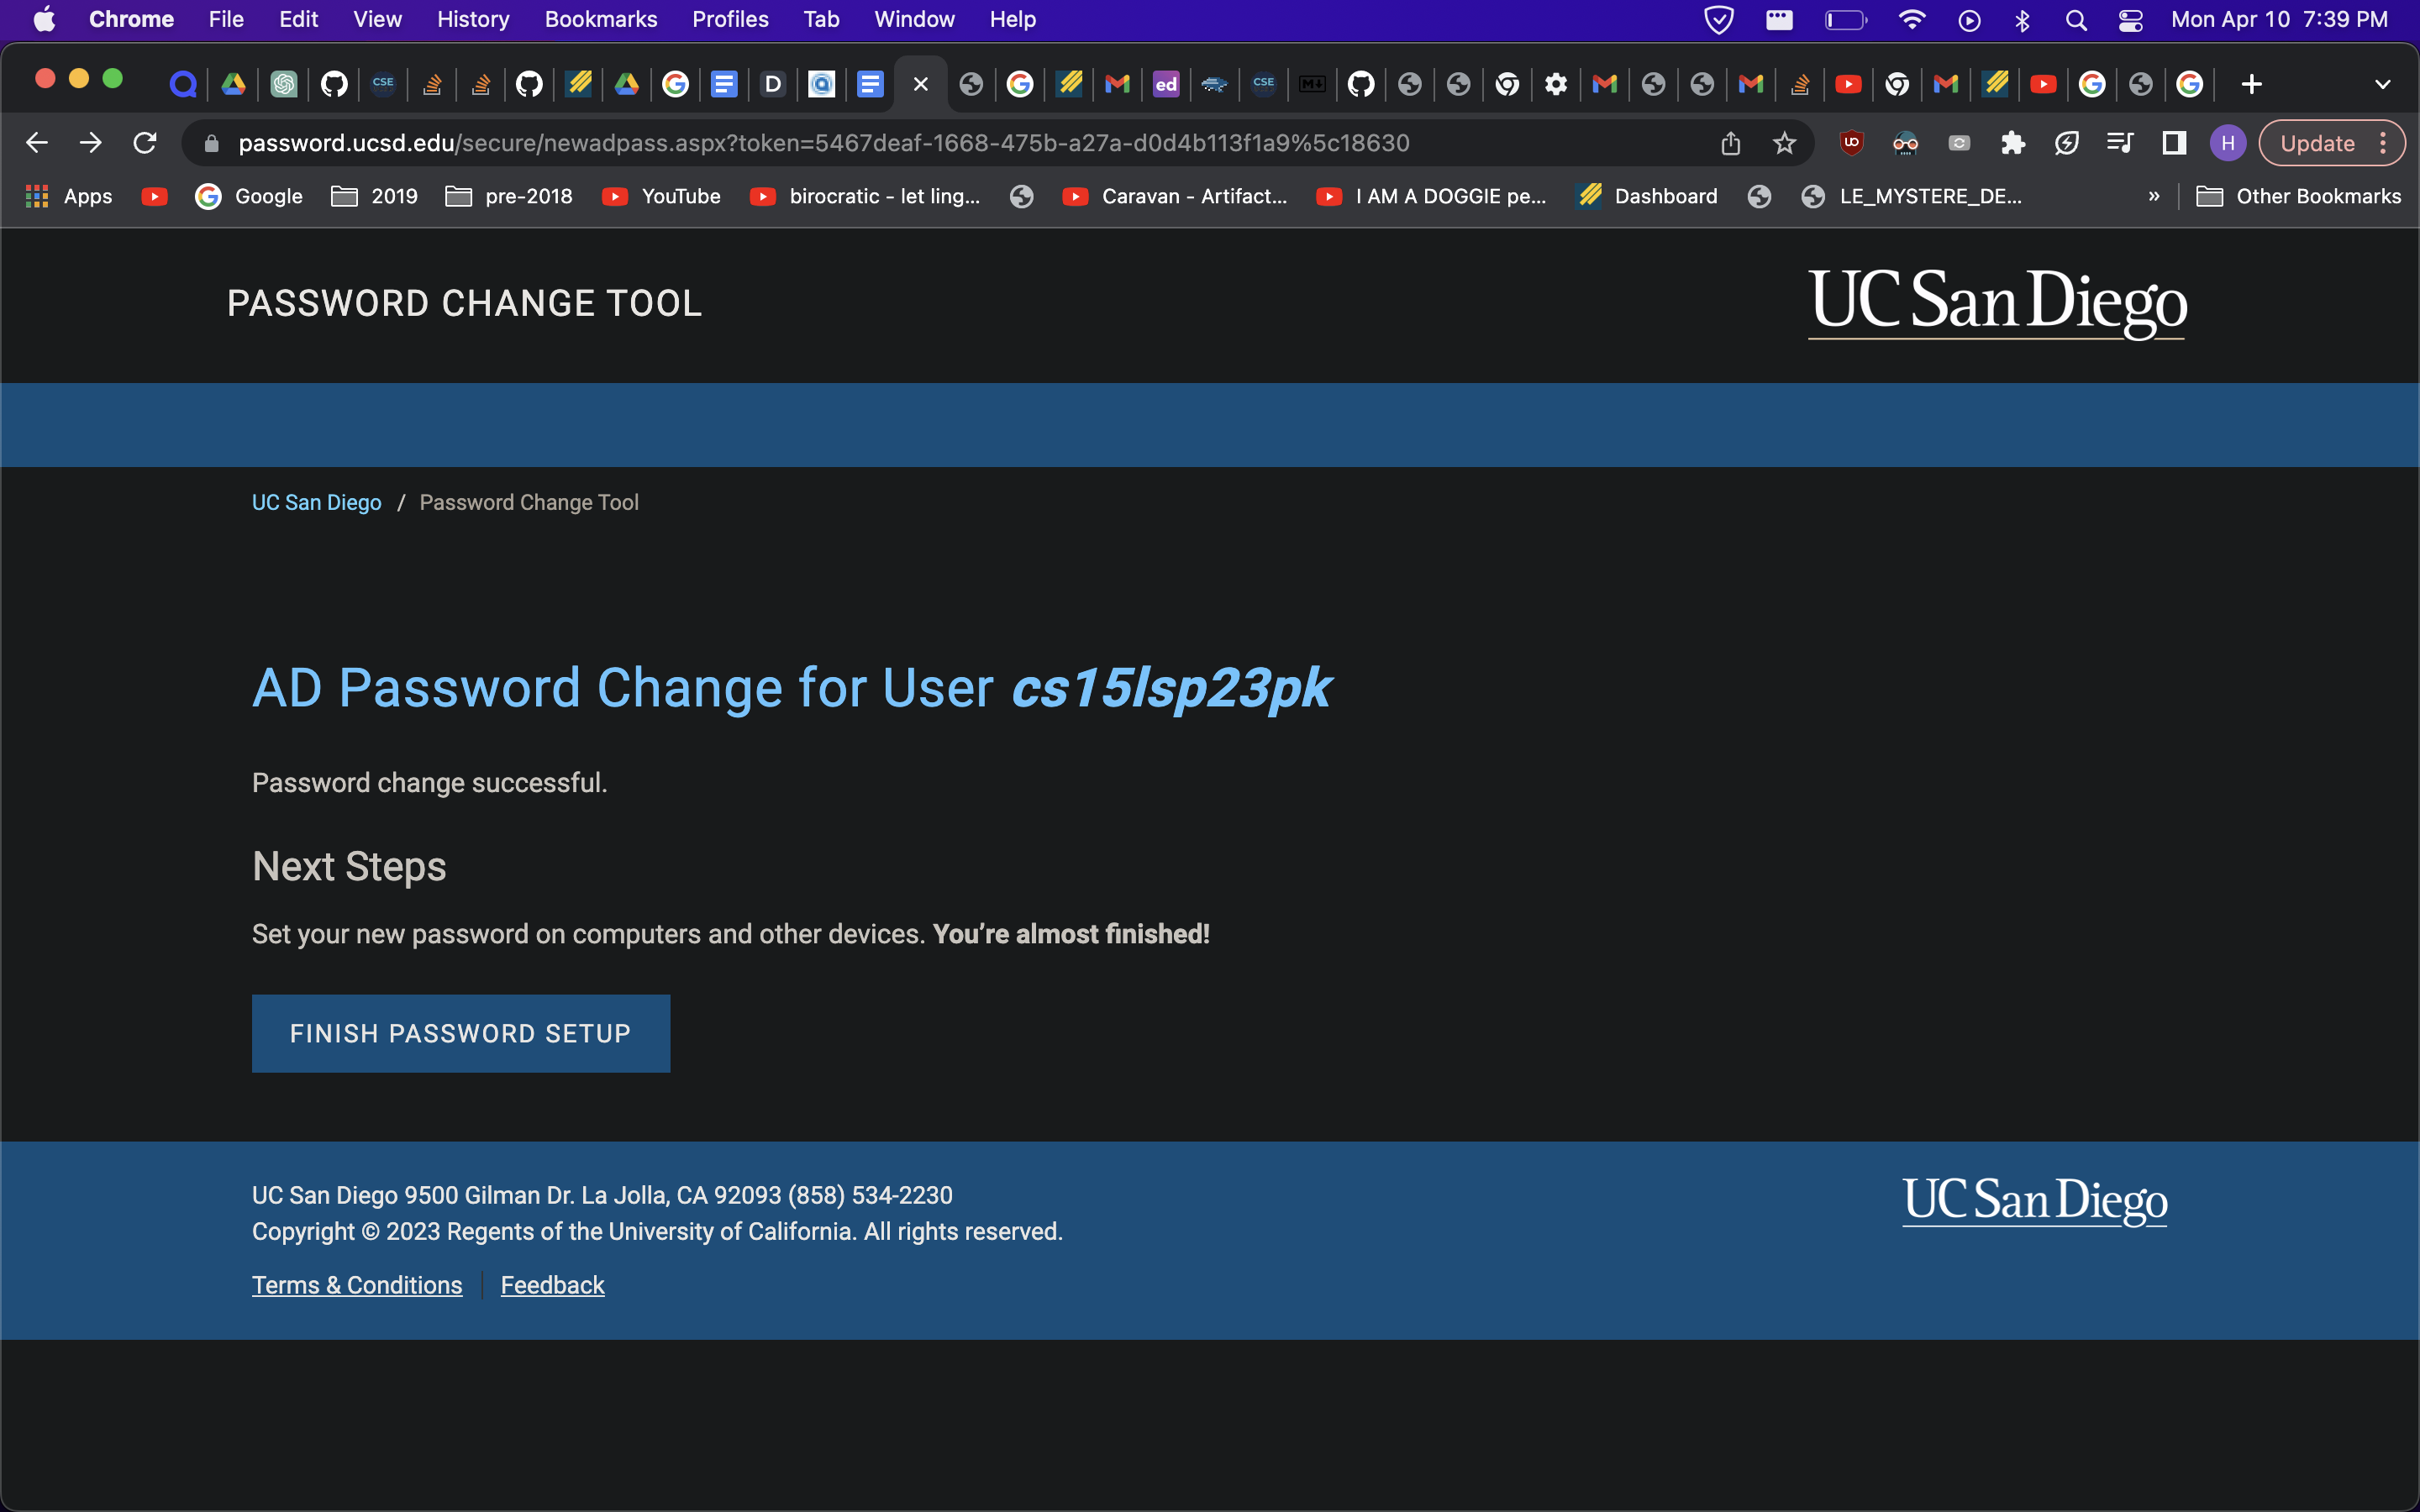 Chrome File Edit View History Bookmarks Profiles Tab Window Help Mon Apr 10 7:39 PM
CSE D ed CSE
password.ucsd.edu/secure/newadpass.aspx?token=5467deaf-1668-475b-a27a-d0d4b113f1a9%5c18630 H Update
Apps Google 2019 pre-2018 YouTube birocratic - let ling... Caravan - Artifact... I AM A DOGGIE pe... Dashboard LE_MYSTERE_DE... » Other Bookmarks
PASSWORD CHANGE TOOL UC San Diego
UC San Diego / Password Change Tool
AD Password Change for User cs15lsp23pk
Password change successful.
Next Steps
Set your new password on computers and other devices. You’re almost finished!
FINISH PASSWORD SETUP
UC San Diego 9500 Gilman Dr. La Jolla, CA 92093 (858) 534-2230 UC San Diego
Copyright © 2023 Regents of the University of California. All rights reserved.
Terms & Conditions Feedback